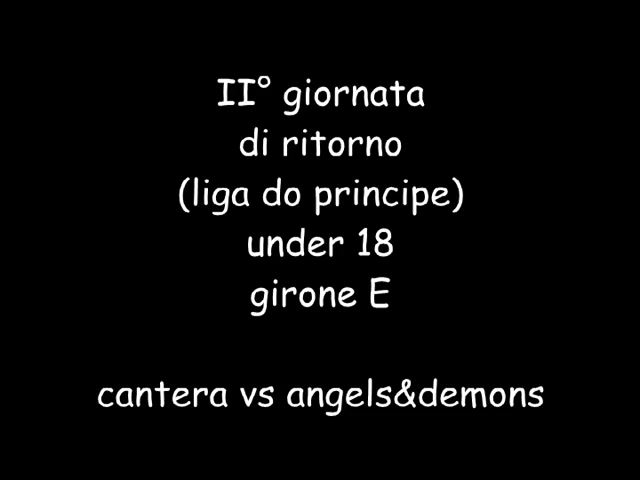 II° giornata
di ritorno
(liga do principe)
under 18
girone E
cantera vs angels&demons